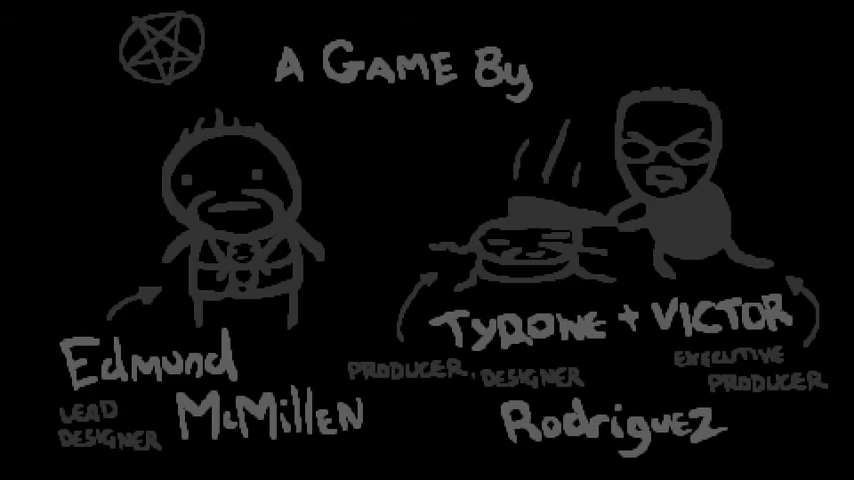 A GAME By
Edmund
McMillEN
LEAD
DESIGNER
TYRONE + VICTOR
PRODUCER, DESIGNER
EXECUTIVE
PRODUCER
RodriguEZ